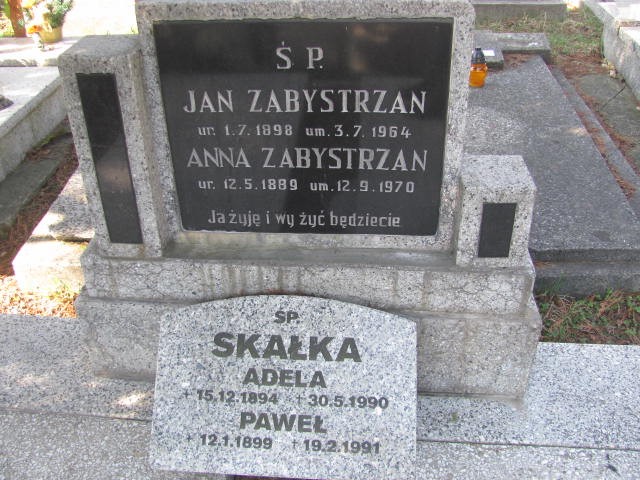 Ś P.
JAN ZABYSTRZAN
ur. 1.7.1898 um. 3.7.1964
ANNA ZABYSTRZAN
ur. 12.5.1889 um. 12.9.1970
Ja żyję i wy żyć będziecie
ŚP.
SKAŁKA
ADELA
+ 15.12.1894 + 30.5.1990
PAWEŁ
+ 12.1.1899 + 19.2.1991